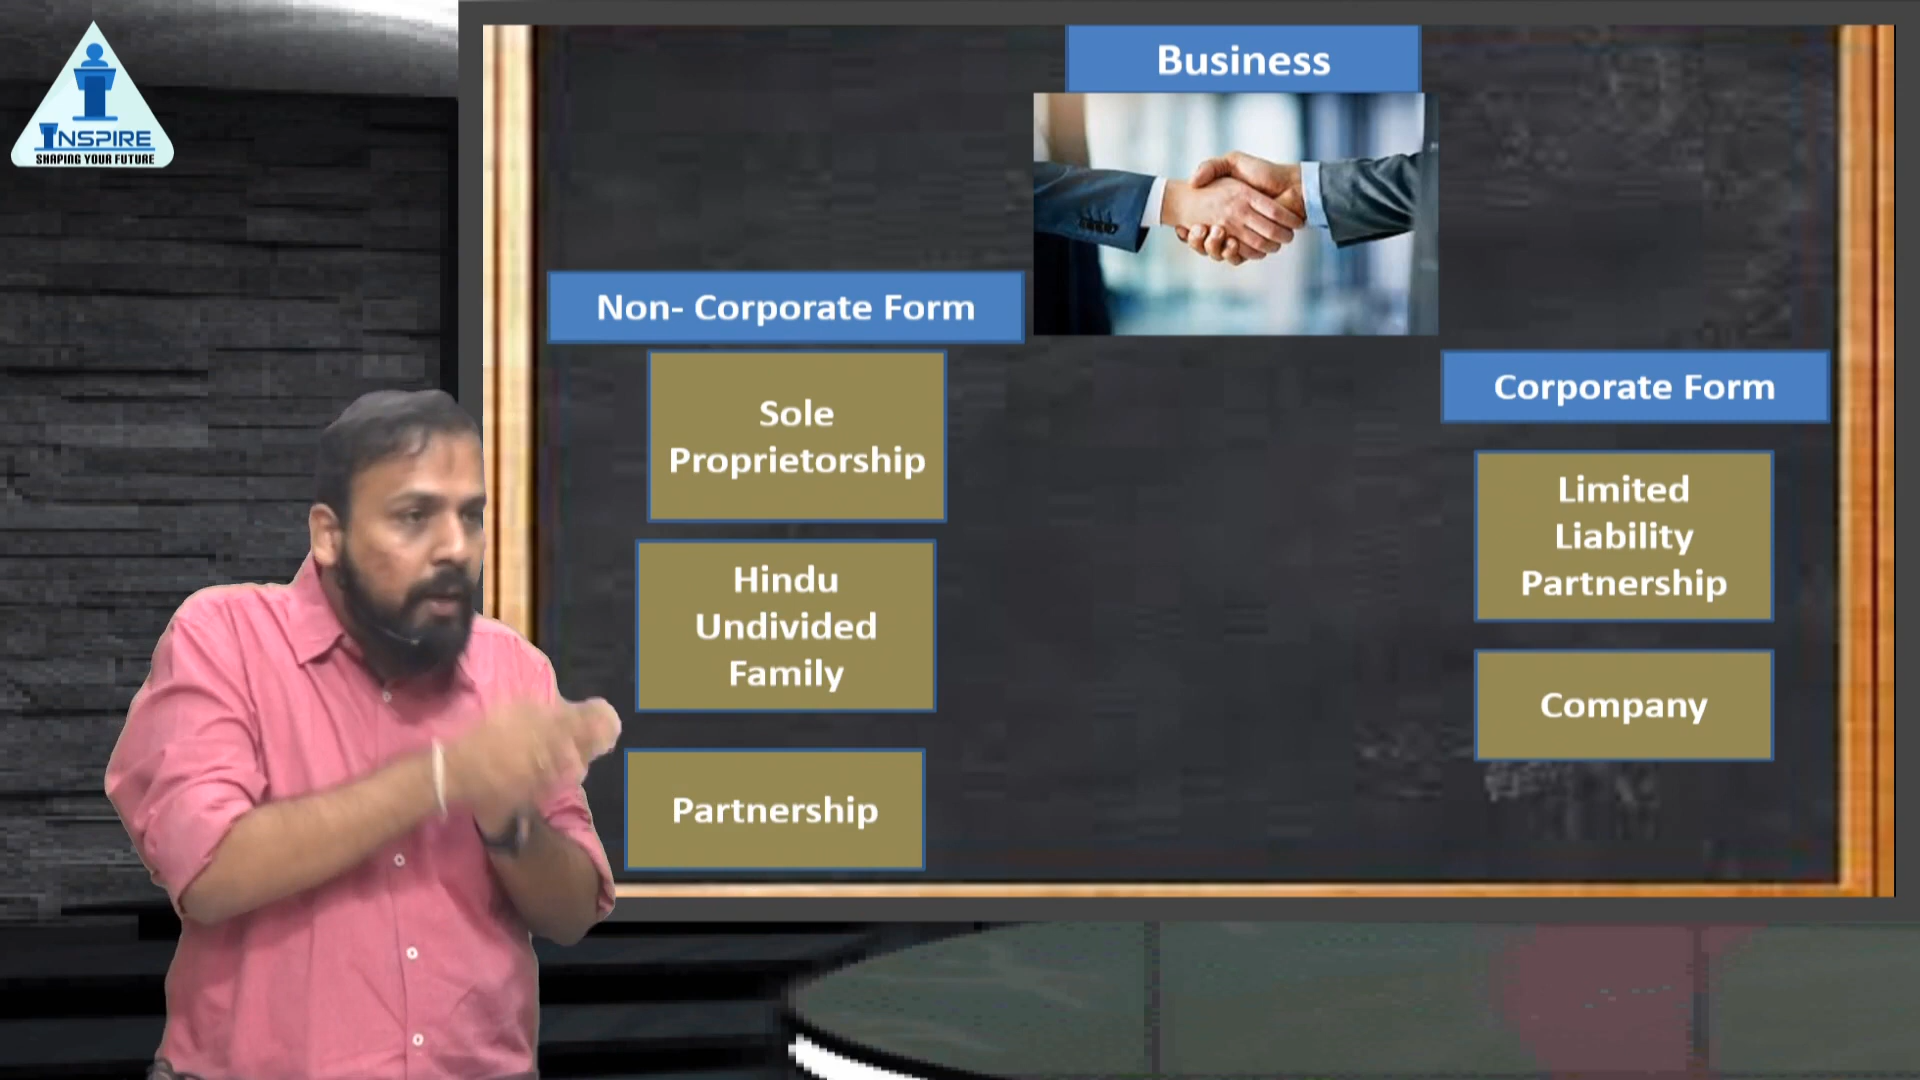 INSPIRE
SHAPING YOUR FUTURE
Business
Non- Corporate Form
Sole
Proprietorship
Hindu
Undivided
Family
Partnership
Corporate Form
Limited
Liability
Partnership
Company